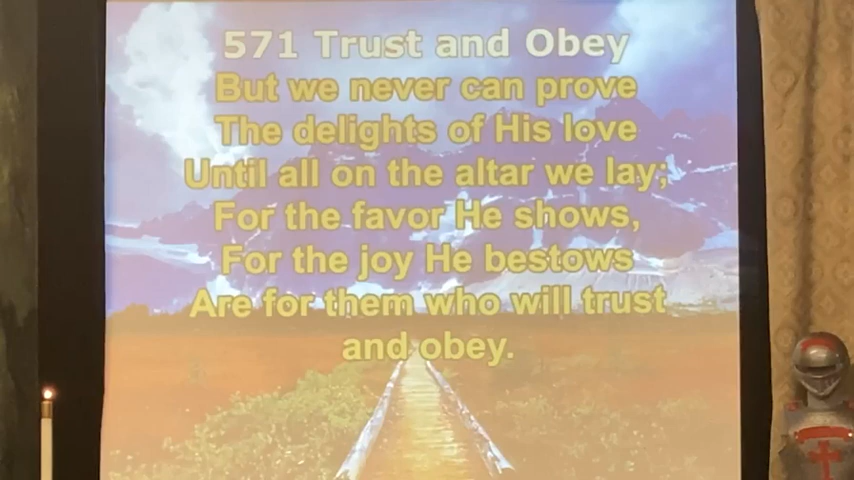 571 Trust and Obey
But we never can prove
The delights of His love
Until all on the altar we lay;
For the favor He shows,
For the joy He bestows
Are for them who will trust
and obey.